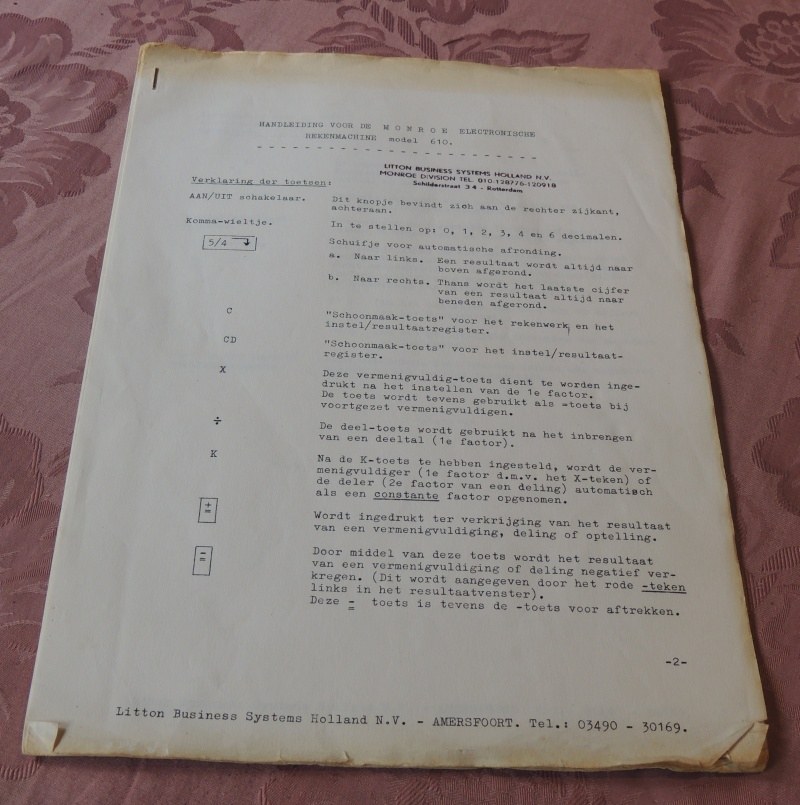 HANDLEIDING VOOR DE M O N R O E ELECTRONISCHE
REKENMACHINE model 610.
LITTON BUSINESS SYSTEMS HOLLAND N.V.
MONROE DIVISION TEL. 010-128776-120918
Schilderstraat 34 - Rotterdam
Verklaring der toetsen:
AAN/UIT schakelaar. Dit knopje bevindt zich aan de rechter zijkant,
achteraan.
Komma-wieltje. In te stellen op: 0, 1, 2, 3, 4 en 6 decimalen.
5/4 ↓ Schuifje voor automatische afronding.
a. Naar links. Een resultaat wordt altijd naar
boven afgerond.
b. Naar rechts. Thans wordt het laatste cijfer
van een resultaat altijd naar
beneden afgerond.
C "Schoonmaak-toets" voor het rekenwerk en het
instel/resultaatregister.
CD "Schoonmaak-toets" voor het instel/resultaat-
register.
X Deze vermenigvuldig-toets dient te worden inge-
drukt na het instellen van de 1e factor.
De toets wordt tevens gebruikt als =toets bij
voortgezet vermenigvuldigen.
÷ De deel-toets wordt gebruikt na het inbrengen
van een deeltal (1e factor).
K Na de K-toets te hebben ingesteld, wordt de ver-
menigvuldiger (1e factor d.m.v. het X-teken) of
de deler (2e factor van een deling) automatisch
als een constante factor opgenomen.
+
= Wordt ingedrukt ter verkrijging van het resultaat
van een vermenigvuldiging, deling of optelling.
-
= Door middel van deze toets wordt het resultaat
van een vermenigvuldiging of deling negatief ver-
kregen. (Dit wordt aangegeven door het rode -teken
links in het resultaatvenster).
Deze - = toets is tevens de -toets voor aftrekken.
-2-
Litton Business Systems Holland N.V. - AMERSFOORT. Tel.: 03490 - 30169.